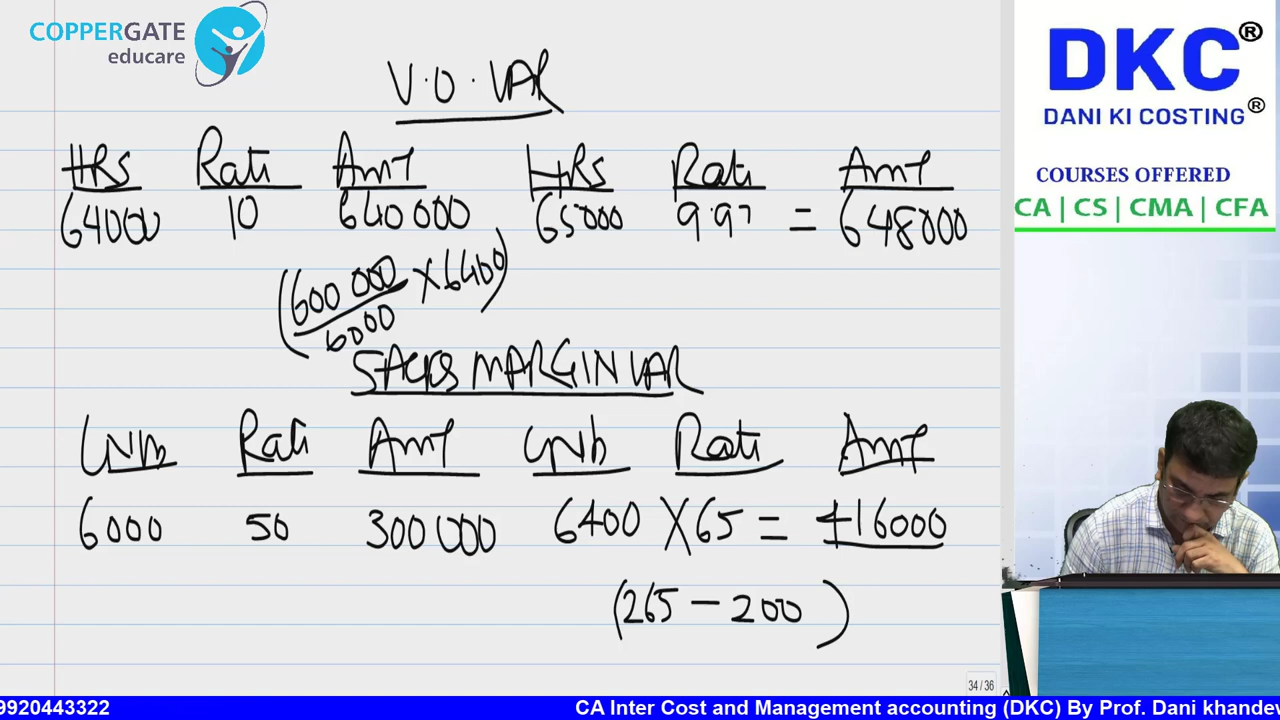 COPPERGATE
educare
DKC®
DANI KI COSTING®
COURSES OFFERED
CA | CS | CMA | CFA
V.O.VAR
HRS Rate Amt HRS Rate Amt
64000 10 640000 65000 9.97 = 648000
(600 000/6000 X 6400)
SALES MARGIN VAR
Units Rate Amt Units Rate Amt
6000 50 300000 6400 X 65 = 416000
(265 - 200)
34 / 36
9920443322 CA Inter Cost and Management accounting (DKC) By Prof. Dani khandev